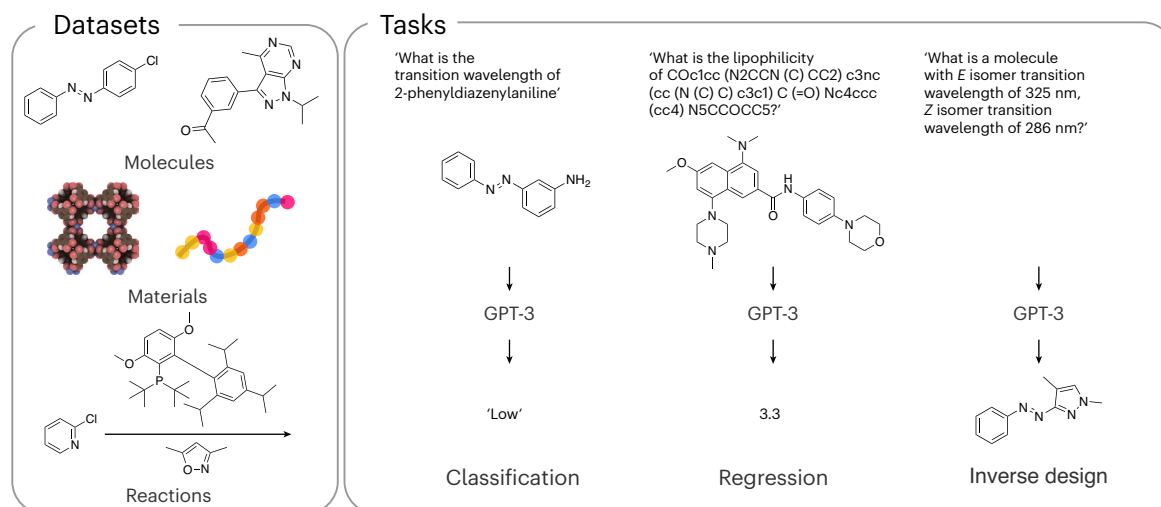 Datasets
Cl
N
N
N
N
N
N
O
Molecules
Materials
O
O
P
Cl
N
O
N
Reactions
Tasks
‘What is the
transition wavelength of
2-phenyldiazenylaniline’
N
N
NH2
GPT-3
‘Low’
Classification
‘What is the lipophilicity
of COc1cc (N2CCN (C) CC2) c3nc
(cc (N (C) C) c3c1) C (=O) Nc4ccc
(cc4) N5CCOCC5?’
N
O
H
N
O
N
N
N
O
GPT-3
3.3
Regression
‘What is a molecule
with E isomer transition
wavelength of 325 nm,
Z isomer transition
wavelength of 286 nm?’
GPT-3
N
N
N
N
Inverse design